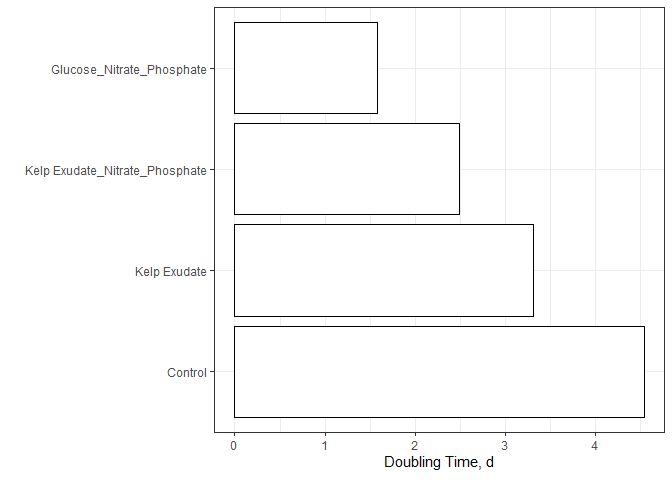 Glucose_Nitrate_Phosphate
Kelp Exudate_Nitrate_Phosphate
Kelp Exudate
Control
0 1 2 3 4
Doubling Time, d